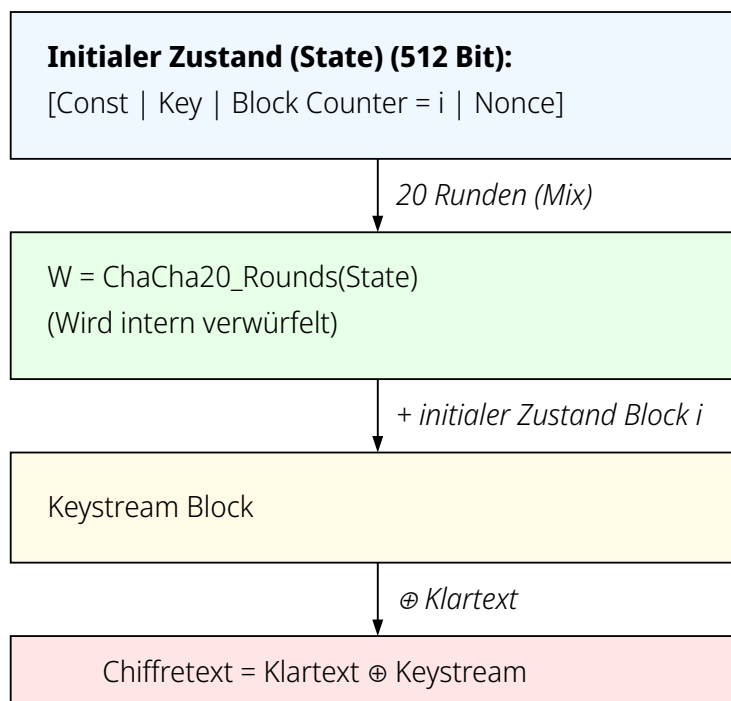 Initialer Zustand (State) (512 Bit):
[Const | Key | Block Counter = i | Nonce]
20 Runden (Mix)
W = ChaCha20_Rounds(State)
(Wird intern verwürfelt)
+ initialer Zustand Block i
Keystream Block
⊕ Klartext
Chiffretext = Klartext ⊕ Keystream